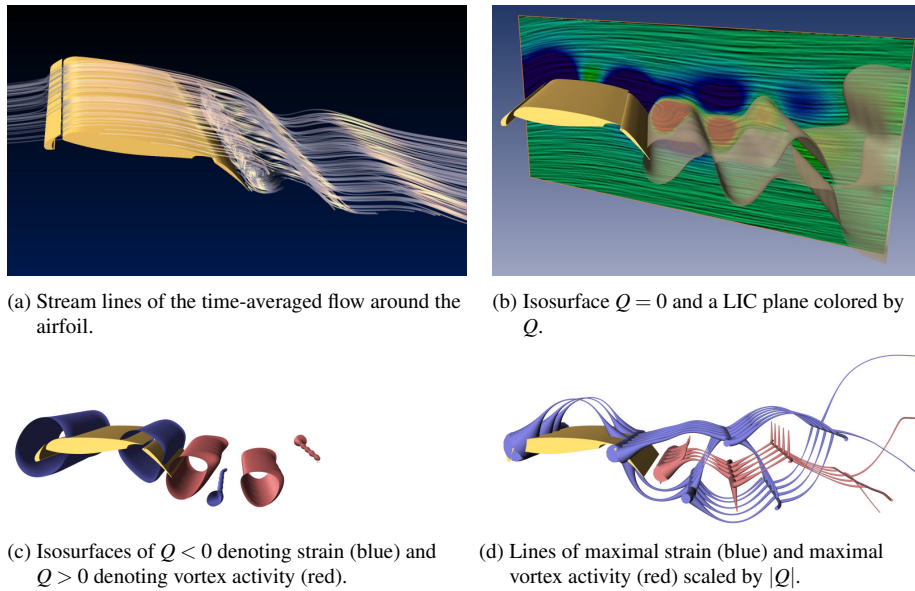 (a) Stream lines of the time-averaged flow around the
airfoil.
(b) Isosurface Q = 0 and a LIC plane colored by
Q.
(c) Isosurfaces of Q < 0 denoting strain (blue) and
Q > 0 denoting vortex activity (red).
(d) Lines of maximal strain (blue) and maximal
vortex activity (red) scaled by |Q|.